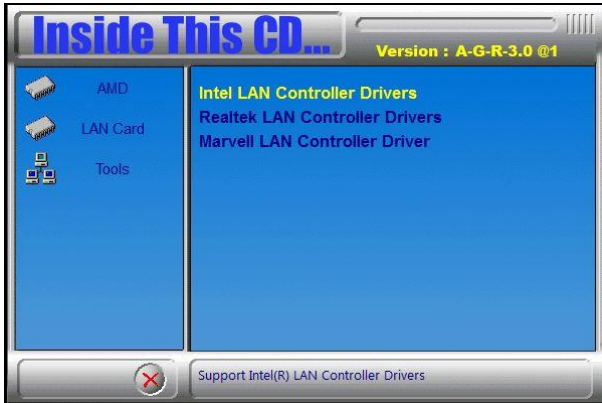 Inside This CD...
Version : A-G-R-3.0 @1
AMD
LAN Card
Tools
Intel LAN Controller Drivers
Realtek LAN Controller Drivers
Marvell LAN Controller Driver
Support Intel(R) LAN Controller Drivers